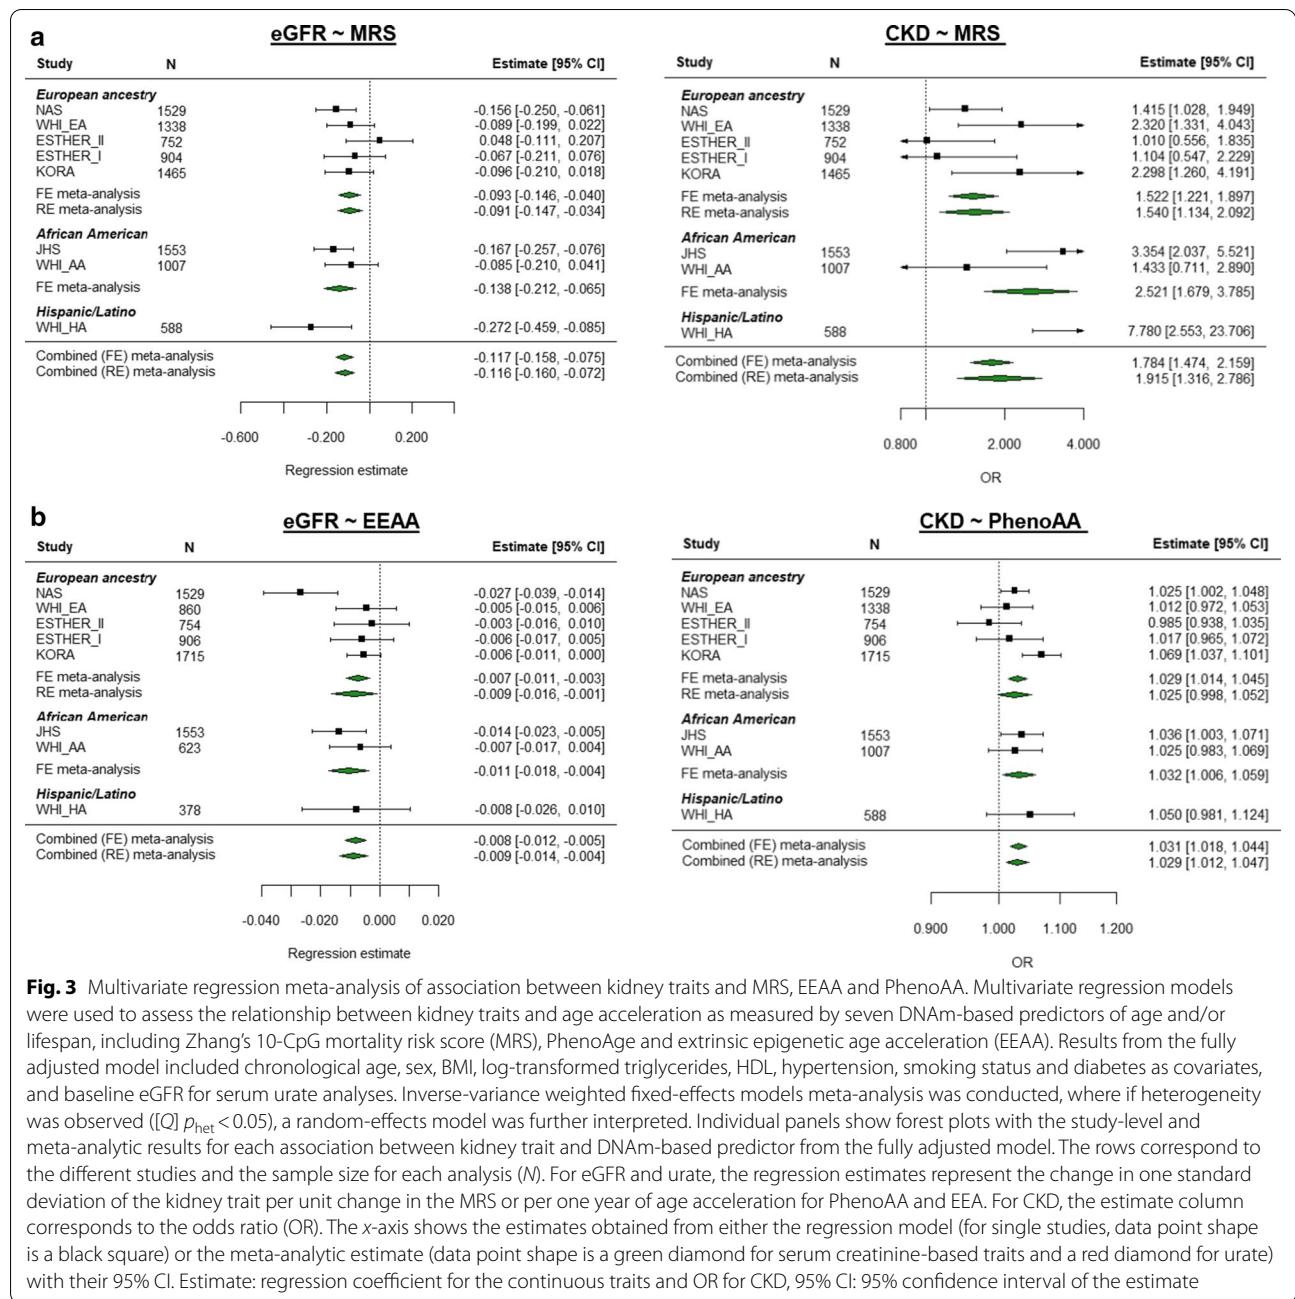 a
eGFR ~ MRS
Study N Estimate [95% CI]
European ancestry
NAS 1529 -0.156 [-0.250, -0.061]
WHI_EA 1338 -0.089 [-0.199, 0.022]
ESTHER_II 752 0.048 [-0.111, 0.207]
ESTHER_I 904 -0.067 [-0.211, 0.076]
KORA 1465 -0.096 [-0.210, 0.018]
FE meta-analysis -0.093 [-0.146, -0.040]
RE meta-analysis -0.091 [-0.147, -0.034]
African American
JHS 1553 -0.167 [-0.257, -0.076]
WHI_AA 1007 -0.085 [-0.210, 0.041]
FE meta-analysis -0.138 [-0.212, -0.065]
Hispanic/Latino
WHI_HA 588 -0.272 [-0.459, -0.085]
Combined (FE) meta-analysis -0.117 [-0.158, -0.075]
Combined (RE) meta-analysis -0.116 [-0.160, -0.072]
-0.600 -0.200 0.200
Regression estimate
CKD ~ MRS
Study N Estimate [95% CI]
European ancestry
NAS 1529 1.415 [1.028, 1.949]
WHI_EA 1338 2.320 [1.331, 4.043]
ESTHER_II 752 1.010 [0.556, 1.835]
ESTHER_I 904 1.104 [0.547, 2.229]
KORA 1465 2.298 [1.260, 4.191]
FE meta-analysis 1.522 [1.221, 1.897]
RE meta-analysis 1.540 [1.134, 2.092]
African American
JHS 1553 3.354 [2.037, 5.521]
WHI_AA 1007 1.433 [0.711, 2.890]
FE meta-analysis 2.521 [1.679, 3.785]
Hispanic/Latino
WHI_HA 588 7.780 [2.553, 23.706]
Combined (FE) meta-analysis 1.784 [1.474, 2.159]
Combined (RE) meta-analysis 1.915 [1.316, 2.786]
0.800 2.000 4.000
OR
b
eGFR ~ EEAA
Study N Estimate [95% CI]
European ancestry
NAS 1529 -0.027 [-0.039, -0.014]
WHI_EA 860 -0.005 [-0.015, 0.006]
ESTHER_II 754 -0.003 [-0.016, 0.010]
ESTHER_I 906 -0.006 [-0.017, 0.005]
KORA 1715 -0.006 [-0.011, 0.000]
FE meta-analysis -0.007 [-0.011, -0.003]
RE meta-analysis -0.009 [-0.016, -0.001]
African American
JHS 1553 -0.014 [-0.023, -0.005]
WHI_AA 623 -0.007 [-0.017, 0.004]
FE meta-analysis -0.011 [-0.018, -0.004]
Hispanic/Latino
WHI_HA 378 -0.008 [-0.026, 0.010]
Combined (FE) meta-analysis -0.008 [-0.012, -0.005]
Combined (RE) meta-analysis -0.009 [-0.014, -0.004]
-0.040 -0.020 0.000 0.020
Regression estimate
CKD ~ PhenoAA
Study N Estimate [95% CI]
European ancestry
NAS 1529 1.025 [1.002, 1.048]
WHI_EA 1338 1.012 [0.972, 1.053]
ESTHER_II 754 0.985 [0.938, 1.035]
ESTHER_I 906 1.017 [0.965, 1.072]
KORA 1715 1.069 [1.037, 1.101]
FE meta-analysis 1.029 [1.014, 1.045]
RE meta-analysis 1.025 [0.998, 1.052]
African American
JHS 1553 1.036 [1.003, 1.071]
WHI_AA 1007 1.025 [0.983, 1.069]
FE meta-analysis 1.032 [1.006, 1.059]
Hispanic/Latino
WHI_HA 588 1.050 [0.981, 1.124]
Combined (FE) meta-analysis 1.031 [1.018, 1.044]
Combined (RE) meta-analysis 1.029 [1.012, 1.047]
0.900 1.000 1.100 1.200
OR
Fig. 3 Multivariate regression meta-analysis of association between kidney traits and MRS, EEAA and PhenoAA. Multivariate regression models
were used to assess the relationship between kidney traits and age acceleration as measured by seven DNAm-based predictors of age and/or
lifespan, including Zhang's 10-CpG mortality risk score (MRS), PhenoAge and extrinsic epigenetic age acceleration (EEAA). Results from the fully
adjusted model included chronological age, sex, BMI, log-transformed triglycerides, HDL, hypertension, smoking status and diabetes as covariates,
and baseline eGFR for serum urate analyses. Inverse-variance weighted fixed-effects models meta-analysis was conducted, where if heterogeneity
was observed ([Q] phet < 0.05), a random-effects model was further interpreted. Individual panels show forest plots with the study-level and
meta-analytic results for each association between kidney trait and DNAm-based predictor from the fully adjusted model. The rows correspond to
the different studies and the sample size for each analysis (N). For eGFR and urate, the regression estimates represent the change in one standard
deviation of the kidney trait per unit change in the MRS or per one year of age acceleration for PhenoAA and EEA. For CKD, the estimate column
corresponds to the odds ratio (OR). The x-axis shows the estimates obtained from either the regression model (for single studies, data point shape
is a black square) or the meta-analytic estimate (data point shape is a green diamond for serum creatinine-based traits and a red diamond for urate)
with their 95% CI. Estimate: regression coefficient for the continuous traits and OR for CKD, 95% CI: 95% confidence interval of the estimate